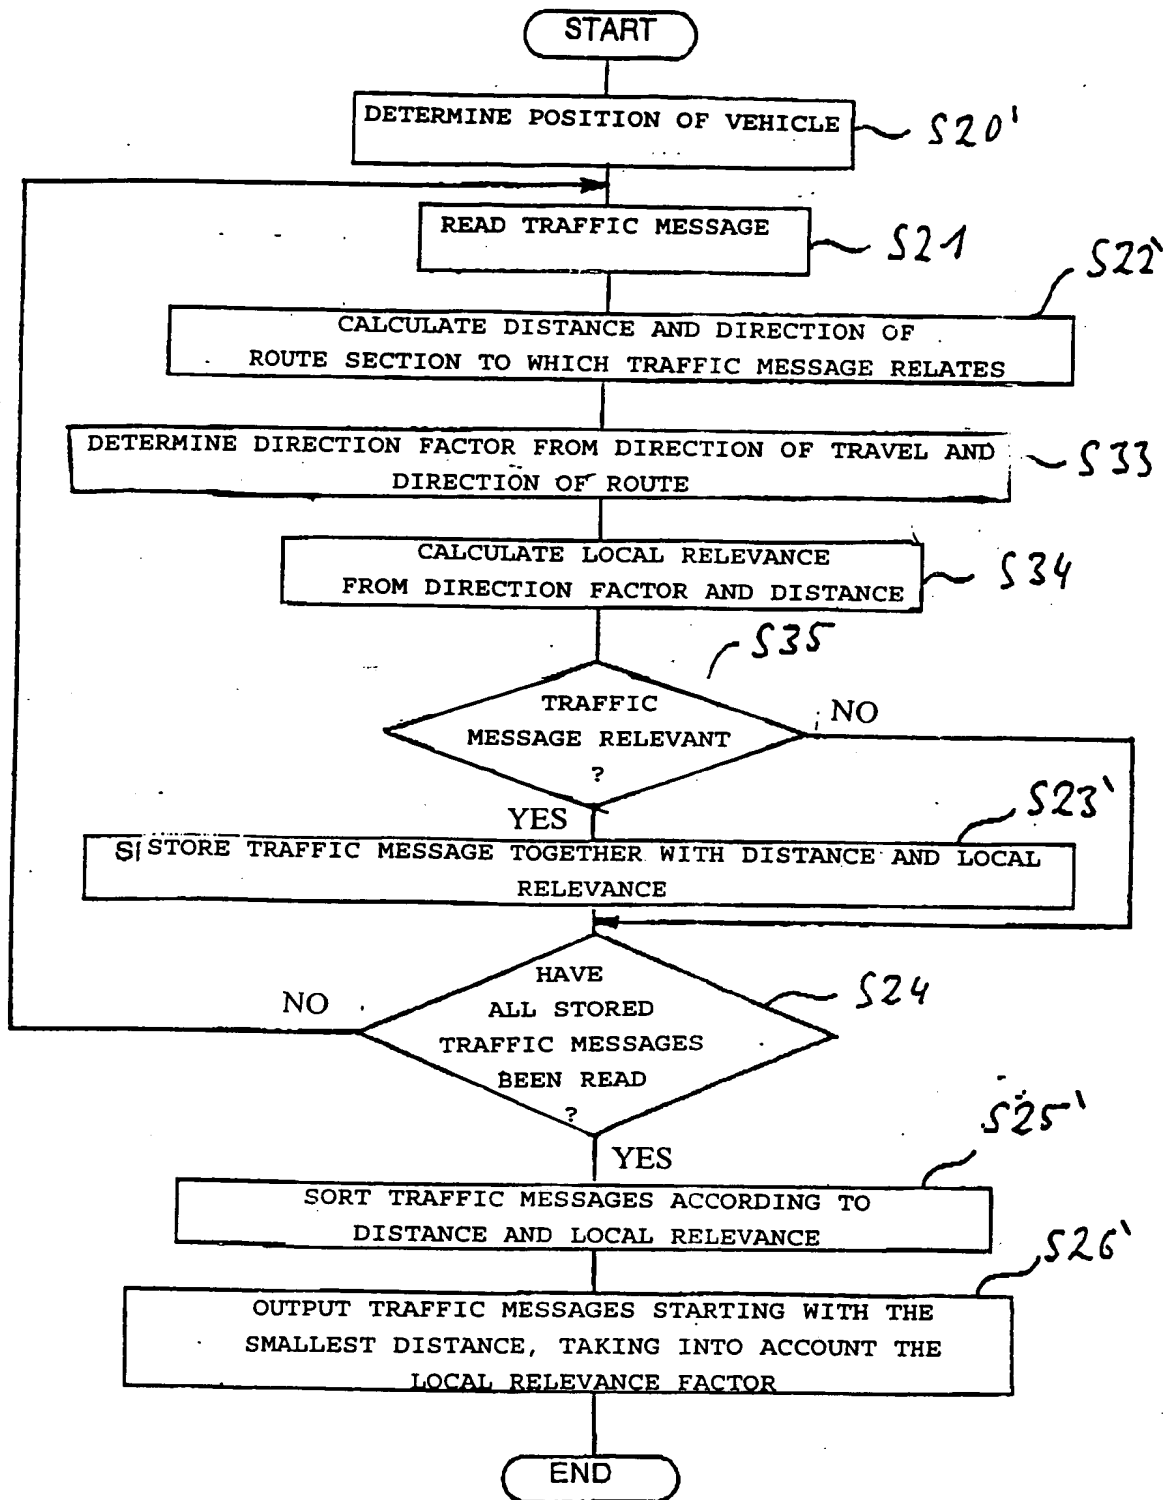 START
DETERMINE POSITION OF VEHICLE
S20'
READ TRAFFIC MESSAGE
S21
S22'
CALCULATE DISTANCE AND DIRECTION OF
ROUTE SECTION TO WHICH TRAFFIC MESSAGE RELATES
DETERMINE DIRECTION FACTOR FROM DIRECTION OF TRAVEL AND
DIRECTION OF ROUTE
S33
CALCULATE LOCAL RELEVANCE
FROM DIRECTION FACTOR AND DISTANCE
S34
S35
TRAFFIC
MESSAGE RELEVANT
?
NO
YES
S23'
STORE TRAFFIC MESSAGE TOGETHER WITH DISTANCE AND LOCAL
RELEVANCE
HAVE
ALL STORED
TRAFFIC MESSAGES
BEEN READ
?
NO
S24
YES
S25'
SORT TRAFFIC MESSAGES ACCORDING TO
DISTANCE AND LOCAL RELEVANCE
S26'
OUTPUT TRAFFIC MESSAGES STARTING WITH THE
SMALLEST DISTANCE, TAKING INTO ACCOUNT THE
LOCAL RELEVANCE FACTOR
END